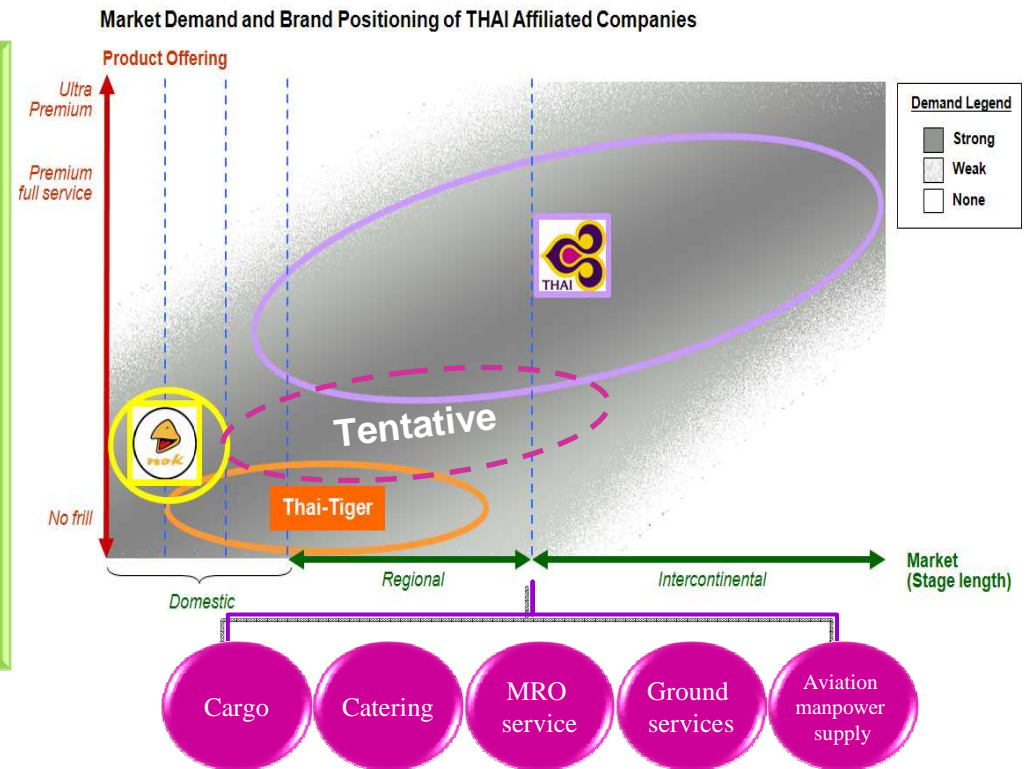 Market Demand and Brand Positioning of THAI Affiliated Companies
Product Offering
Ultra
Premium
Premium
full service
No frill
Demand Legend
Strong
Weak
None
THAI
nok
Tentative
Thai-Tiger
Domestic
Regional
Intercontinental
Market
(Stage length)
Cargo
Catering
MRO
service
Ground
services
Aviation
manpower
supply